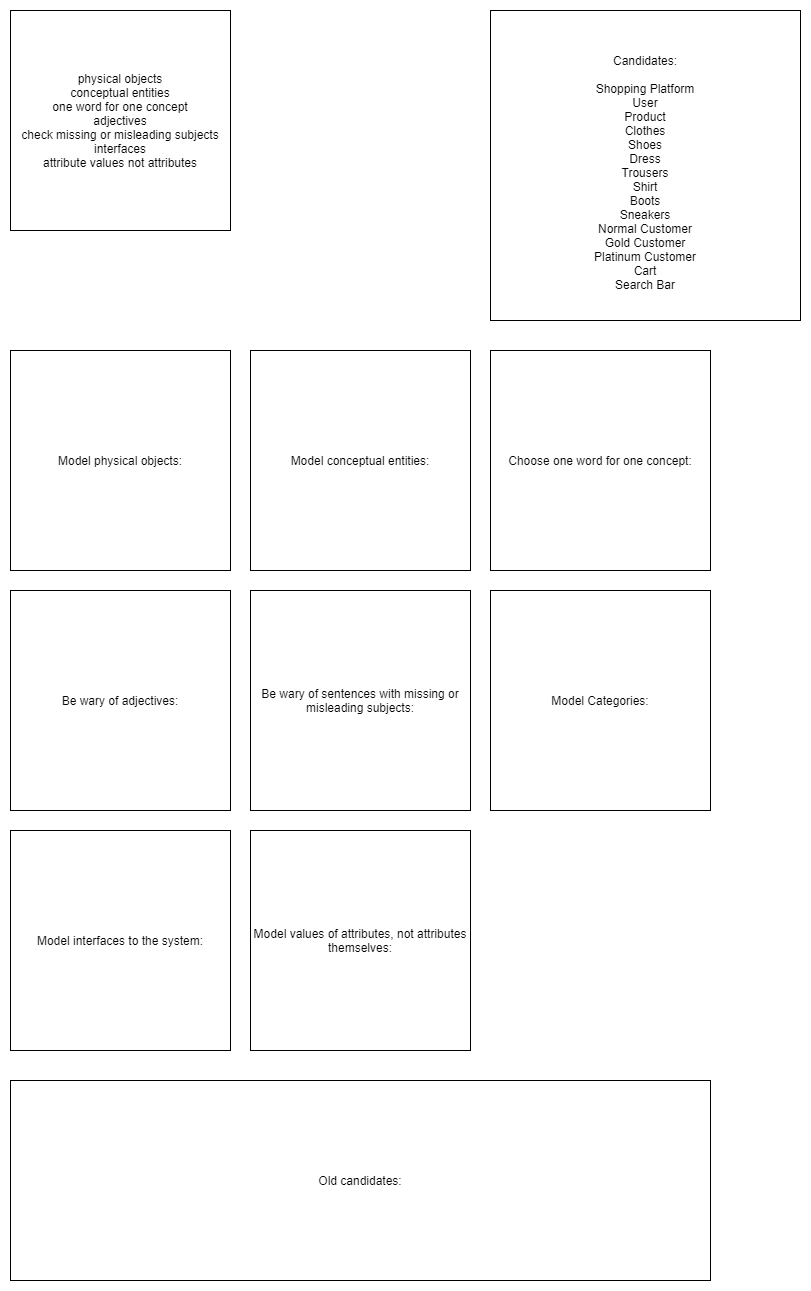 physical objects
conceptual entities
one word for one concept
adjectives
check missing or misleading subjects
interfaces
attribute values not attributes
Candidates:
Shopping Platform
User
Product
Clothes
Shoes
Dress
Trousers
Shirt
Boots
Sneakers
Normal Customer
Gold Customer
Platinum Customer
Cart
Search Bar
Model physical objects:
Model conceptual entities:
Choose one word for one concept:
Be wary of adjectives:
Be wary of sentences with missing or
misleading subjects:
Model Categories:
Model interfaces to the system:
Model values of attributes, not attributes
themselves:
Old candidates: